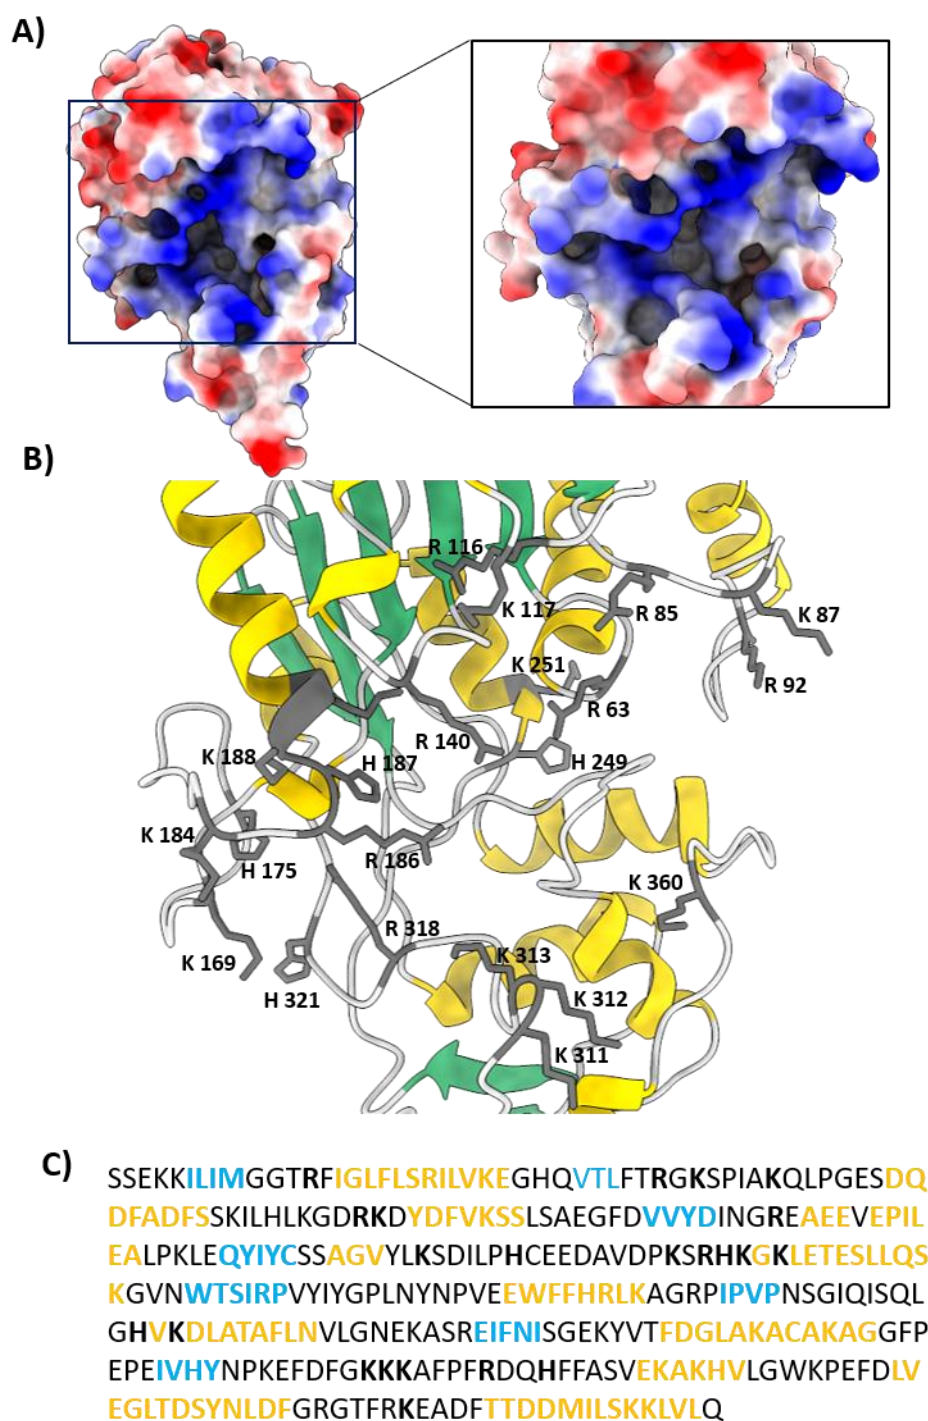 A)
B)
R 116
K 117
R 85
K 87
K 251
R 92
R 63
R 140
H 249
K 188
H 187
K 184
R 186
H 175
K 360
R 318
K 169
K 313
H 321
K 312
K 311
C)
SSEKKILIMGGTRFIGLFLSRILVKEGHQVTLFTRGKSPIAKQLPGESDQ
DFADFSSKILHLKGDRKDYDFVKSSLSAEGFDVVYDINGREAEEVEPIL
EALPKLEQYIYCSSAGVYLKSDILPHCEEDAVDPKSRHKGKLETESLLQS
KGVNWTSIRPVYIYGPLNYNPVEEWFFHRLKAGRPIPVPNSGIQISQL
GHVKDLATAFLNVLGNEKASREIFNISGEKYVTFDGLAKACAKAGGFP
EPEIVHYNPKEFDFGKKKAFPFRDQHFFASVEKAKHVLGWKPEFDLV
EGLTDSYNLDFGRGTFRKEADFTTDDMILSKKLVLQ